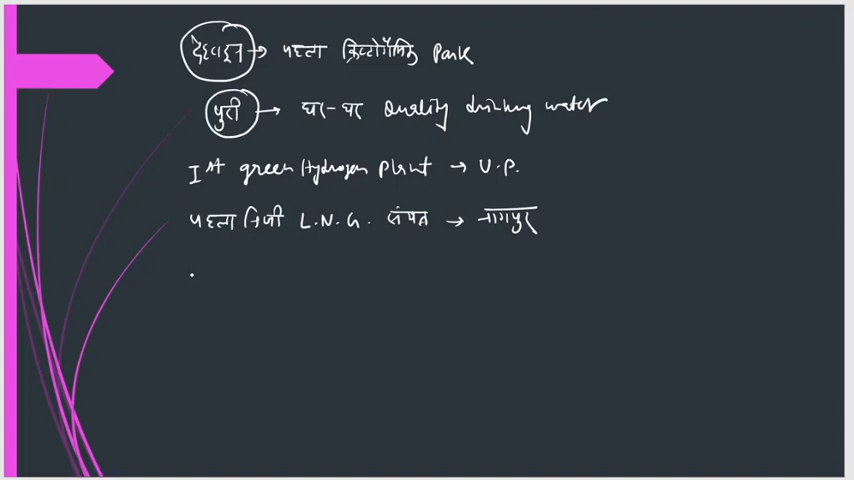 देहरादून → पहला क्रिप्टोगैमिक Park
पुरी → घर-घर Quality drinking water
Ist green Hydrogen Plant → U.P.
पहला निजी L.N.G. संयंत्र → नागपुर